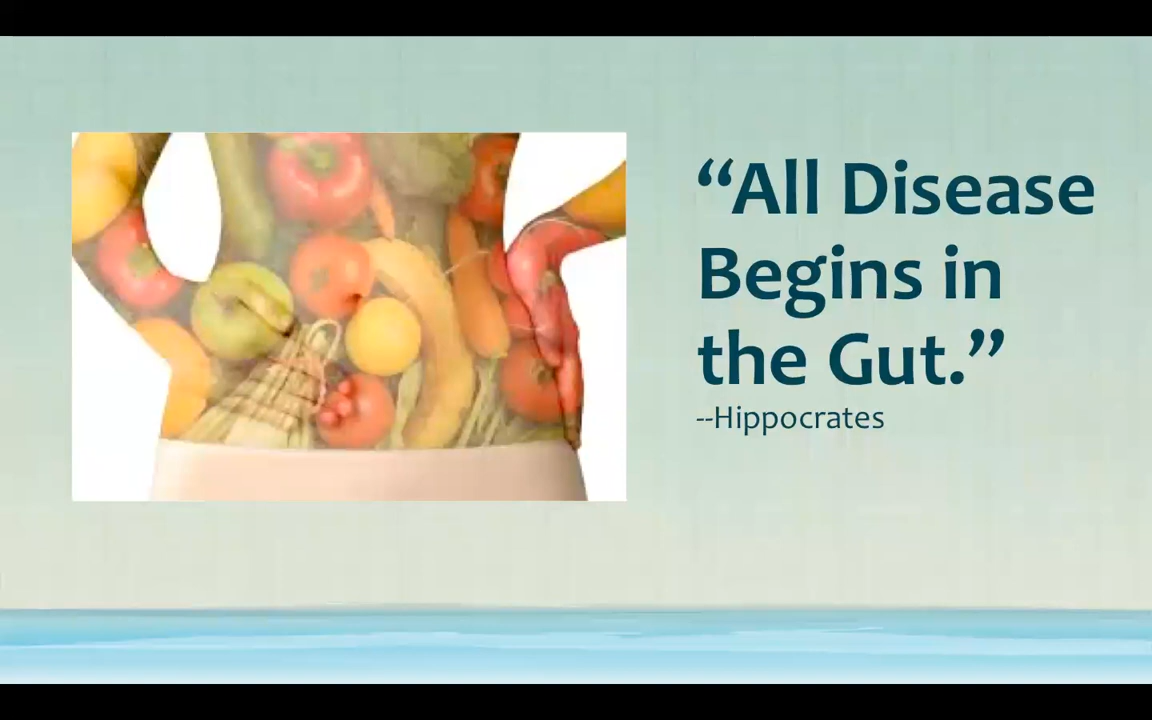 “All Disease
Begins in
the Gut.”
--Hippocrates